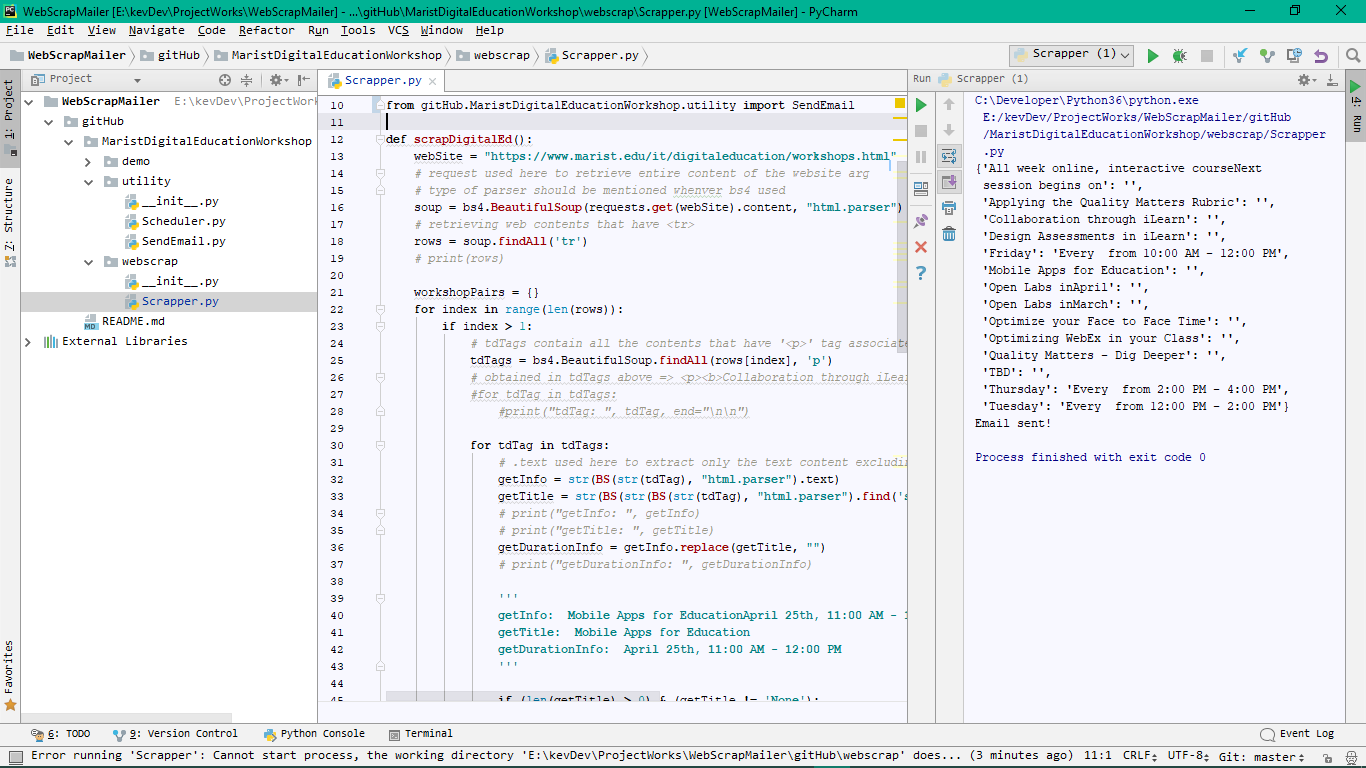 WebScrapMailer [E:\kevDev\ProjectWorks\WebScrapMailer] - ...\gitHub\MaristDigitalEducationWorkshop\webscrap\Scrapper.py [WebScrapMailer] - PyCharm
File Edit View Navigate Code Refactor Run Tools VCS Window Help
WebScrapMailer gitHub MaristDigitalEducationWorkshop webscrap Scrapper.py Scrapper (1)
1: Project
Z: Structure
Favorites
Project
WebScrapMailer E:\kevDev\ProjectWor
gitHub
MaristDigitalEducationWorkshop
demo
utility
__init__.py
Scheduler.py
SendEmail.py
webscrap
__init__.py
Scrapper.py
README.md
External Libraries
Scrapper.py
10 from gitHub.MaristDigitalEducationWorkshop.utility import SendEmail
11
12 def scrapDigitalEd():
13 webSite = "https://www.marist.edu/it/digitaleducation/workshops.html"
14 # request used here to retrieve entire content of the website arg
15 # type of parser should be mentioned whenver bs4 used
16 soup = bs4.BeautifulSoup(requests.get(webSite).content, "html.parser")
17 # retrieving web contents that have <tr>
18 rows = soup.findAll('tr')
19 # print(rows)
20
21 workshopPairs = {}
22 for index in range(len(rows)):
23 if index > 1:
24 # tdTags contain all the contents that have '<p>' tag associate
25 tdTags = bs4.BeautifulSoup.findAll(rows[index], 'p')
26 # obtained in tdTags above => <p><b>Collaboration through iLear
27 #for tdTag in tdTags:
28 #print("tdTag: ", tdTag, end="\n\n")
29
30 for tdTag in tdTags:
31 # .text used here to extract only the text content excludin
32 getInfo = str(BS(str(tdTag), "html.parser").text)
33 getTitle = str(BS(str(BS(str(tdTag), "html.parser").find('s
34 # print("getInfo: ", getInfo)
35 # print("getTitle: ", getTitle)
36 getDurationInfo = getInfo.replace(getTitle, "")
37 # print("getDurationInfo: ", getDurationInfo)
38
39 '''
40 getInfo:  Mobile Apps for EducationApril 25th, 11:00 AM - 1
41 getTitle:  Mobile Apps for Education
42 getDurationInfo:  April 25th, 11:00 AM - 12:00 PM
43 '''
44
45 if (len(getTitle) > 0) & (getTitle != 'None'):
Run Scrapper (1)
C:\Developer\Python36\python.exe
E:/kevDev/ProjectWorks/WebScrapMailer/gitHub
/MaristDigitalEducationWorkshop/webscrap/Scrapper
.py
{'All week online, interactive courseNext
session begins on': '',
'Applying the Quality Matters Rubric': '',
'Collaboration through iLearn': '',
'Design Assessments in iLearn': '',
'Friday': 'Every  from 10:00 AM - 12:00 PM',
'Mobile Apps for Education': '',
'Open Labs inApril': '',
'Open Labs inMarch': '',
'Optimize your Face to Face Time': '',
'Optimizing WebEx in your Class': '',
'Quality Matters - Dig Deeper': '',
'TBD': '',
'Thursday': 'Every  from 2:00 PM - 4:00 PM',
'Tuesday': 'Every  from 12:00 PM - 2:00 PM'}
Email sent!
Process finished with exit code 0
4: Run
6: TODO 9: Version Control Python Console Terminal Event Log
Error running 'Scrapper': Cannot start process, the working directory 'E:\kevDev\ProjectWorks\WebScrapMailer\gitHub\webscrap' does... (3 minutes ago) 11:1 CRLF UTF-8 Git: master